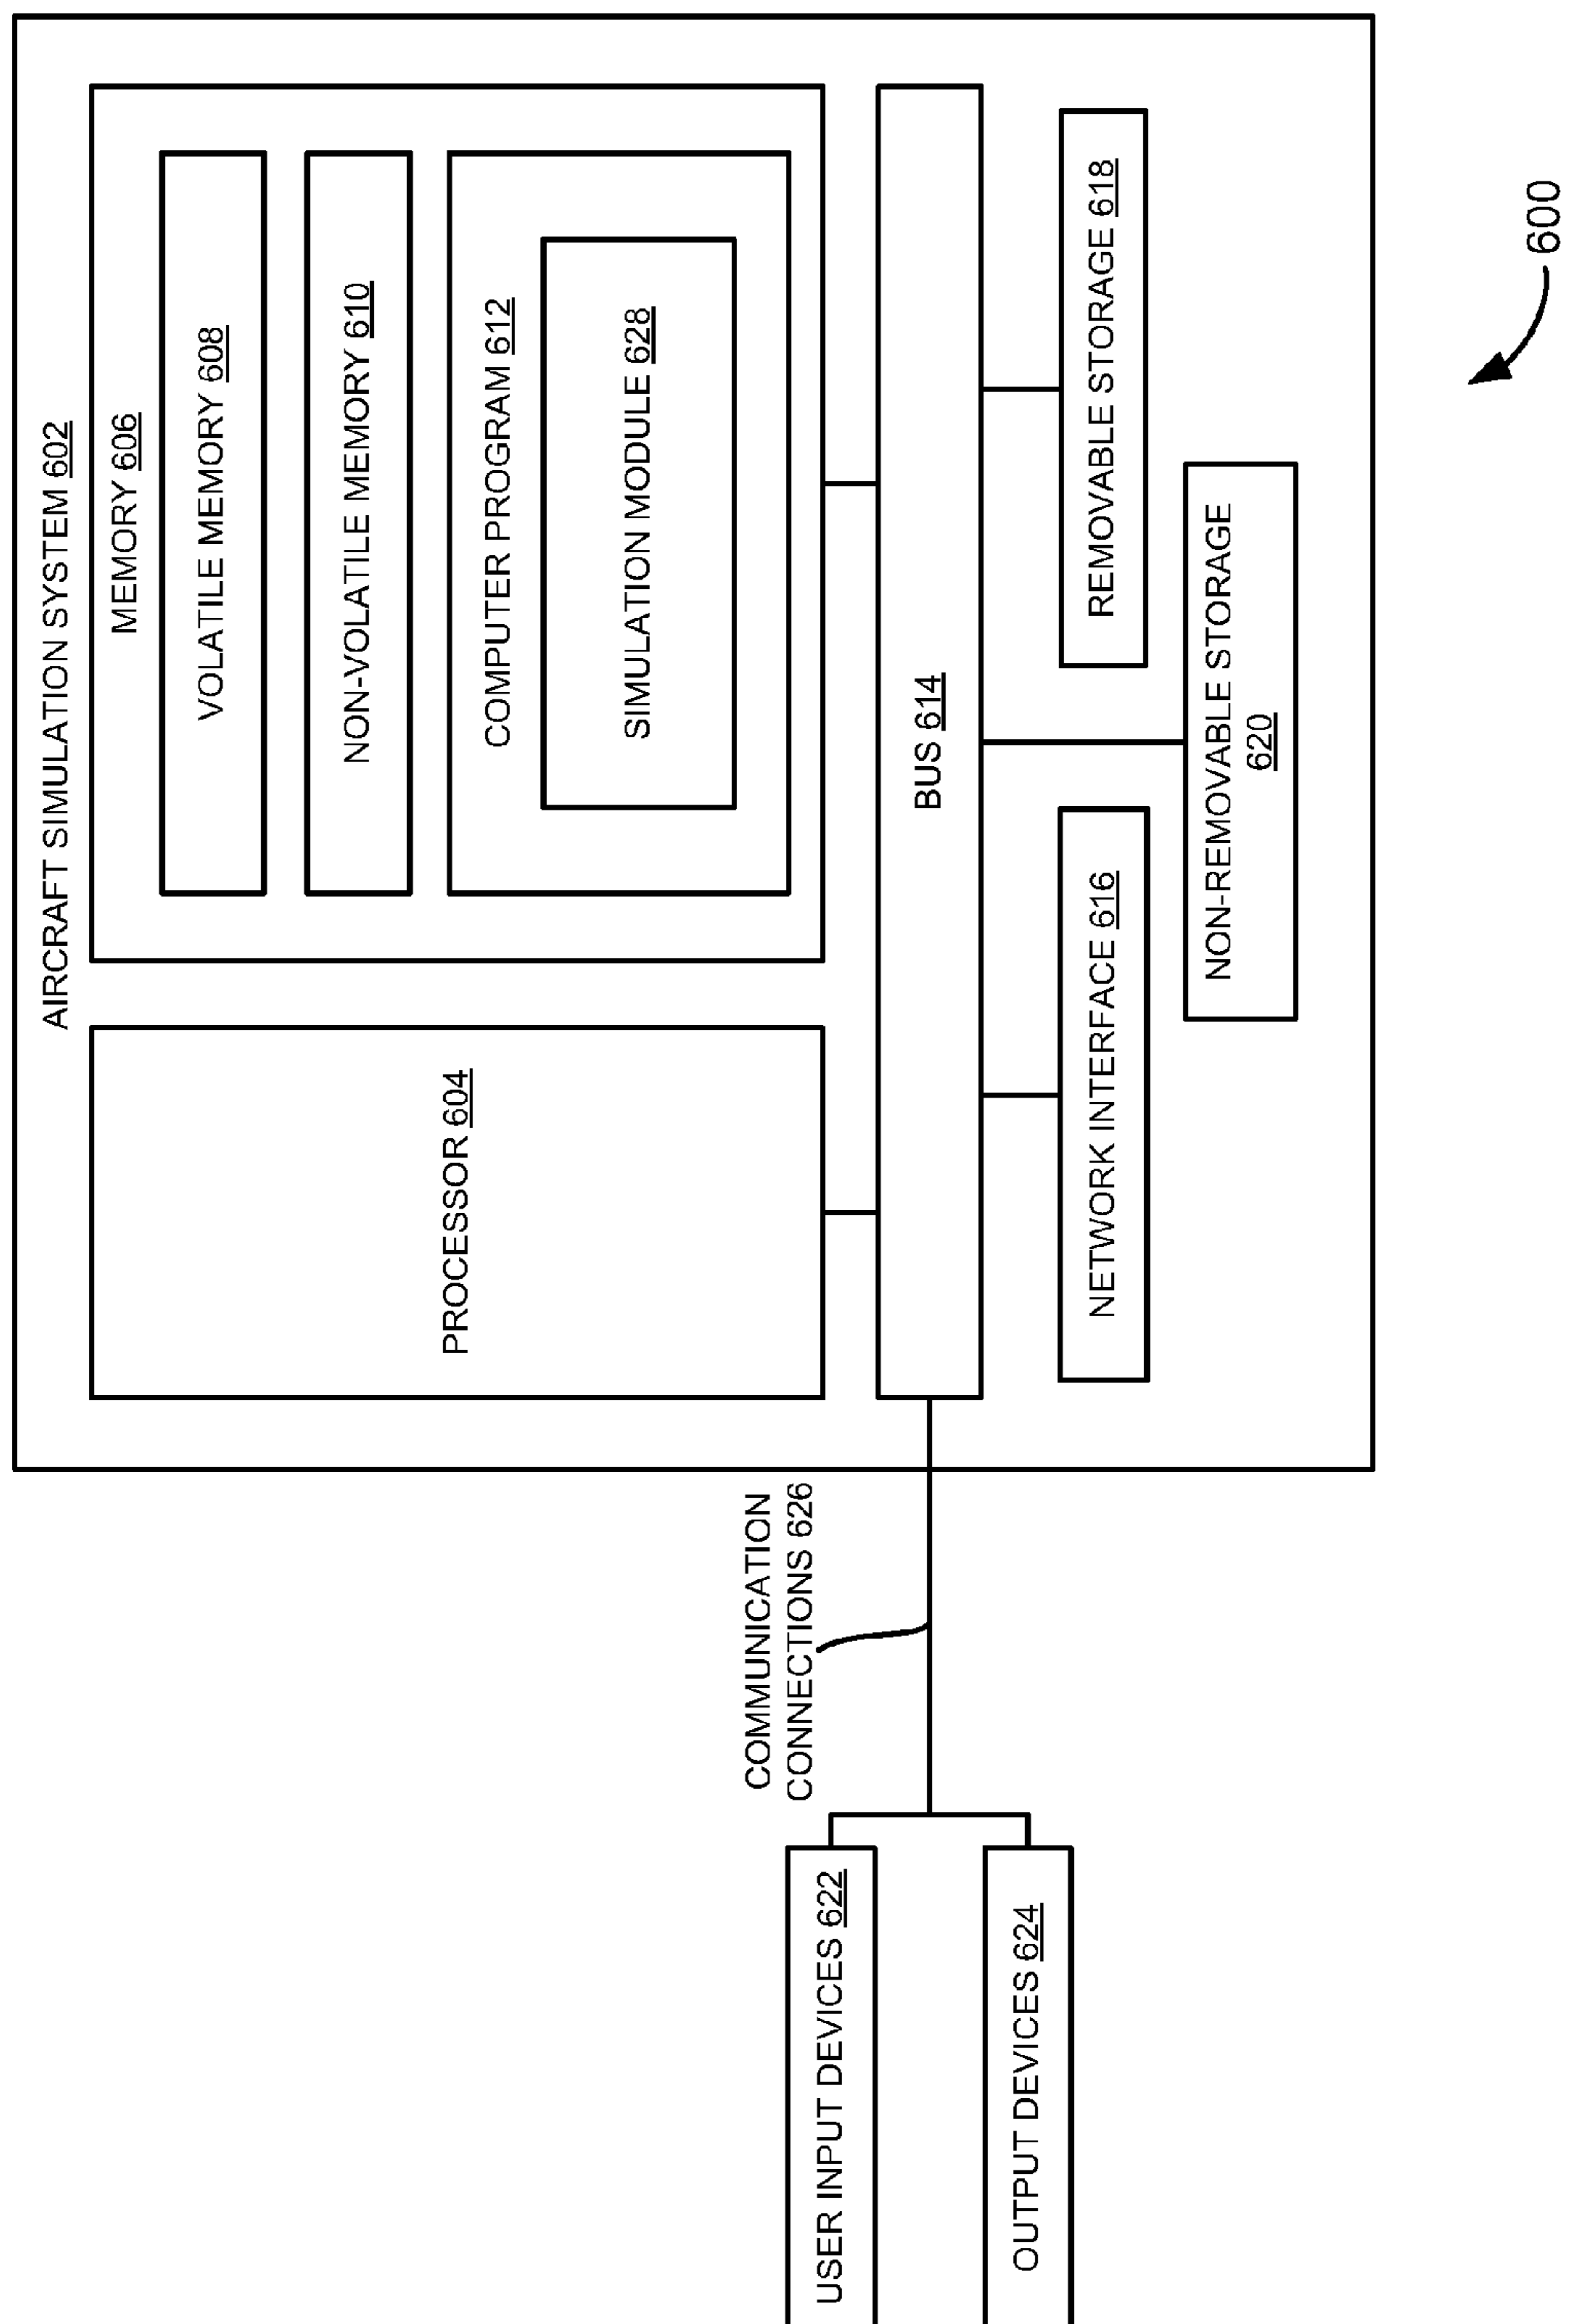 AIRCRAFT SIMULATION SYSTEM 602
PROCESSOR 604
MEMORY 606
VOLATILE MEMORY 608
NON-VOLATILE MEMORY 610
COMPUTER PROGRAM 612
SIMULATION MODULE 628
COMMUNICATION
CONNECTIONS 626
USER INPUT DEVICES 622
OUTPUT DEVICES 624
BUS 614
NETWORK INTERFACE 616
REMOVABLE STORAGE 618
NON-REMOVABLE STORAGE
620
600